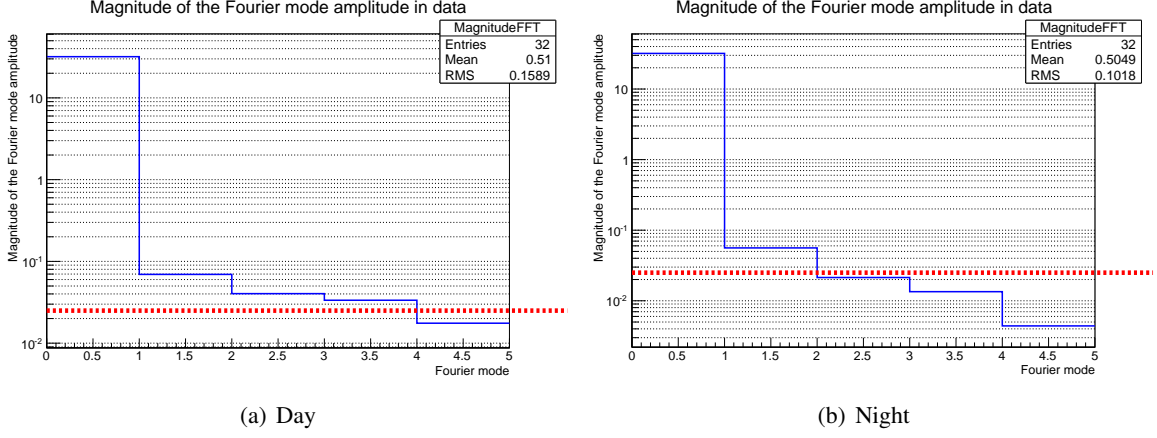 Magnitude of the Fourier mode amplitude in data
MagnitudeFFT
Entries 32
Mean 0.51
RMS 0.1589
Magnitude of the Fourier mode amplitude
10
1
10-1
10-2
0 0.5 1 1.5 2 2.5 3 3.5 4 4.5 5
Fourier mode
(a) Day
Magnitude of the Fourier mode amplitude in data
MagnitudeFFT
Entries 32
Mean 0.5049
RMS 0.1018
Magnitude of the Fourier mode amplitude
10
1
10-1
10-2
0 0.5 1 1.5 2 2.5 3 3.5 4 4.5 5
Fourier mode
(b) Night